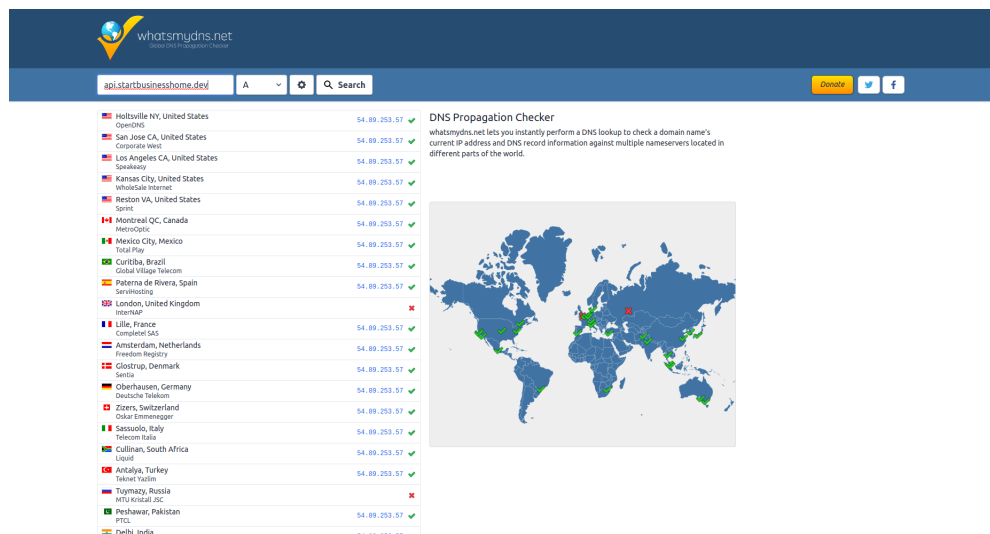 whatsmydns.net
Global DNS Propagation Checker
api.startbusinesshome.dev
A
Search
Donate
Holtsville NY, United States
OpenDNS
54.89.253.57
San Jose CA, United States
Corporate West
54.89.253.57
Los Angeles CA, United States
Speakeasy
54.89.253.57
Kansas City, United States
WholeSale Internet
54.89.253.57
Reston VA, United States
Sprint
54.89.253.57
Montreal QC, Canada
MetroOptic
54.89.253.57
Mexico City, Mexico
Total Play
54.89.253.57
Curitiba, Brazil
Global Village Telecom
54.89.253.57
Paterna de Rivera, Spain
ServiHosting
54.89.253.57
London, United Kingdom
InterNAP
Lille, France
Completel SAS
54.89.253.57
Amsterdam, Netherlands
Freedom Registry
54.89.253.57
Glostrup, Denmark
Sentia
54.89.253.57
Oberhausen, Germany
Deutsche Telekom
54.89.253.57
Zizers, Switzerland
Oskar Emmenegger
54.89.253.57
Sassuolo, Italy
Telecom Italia
54.89.253.57
Cullinan, South Africa
Liquid
54.89.253.57
Antalya, Turkey
Teknet Yazlim
54.89.253.57
Tuymazy, Russia
MTU Kristall JSC
Peshawar, Pakistan
PTCL
54.89.253.57
Delhi, India
DNS Propagation Checker
whatsmydns.net lets you instantly perform a DNS lookup to check a domain name's
current IP address and DNS record information against multiple nameservers located in
different parts of the world.